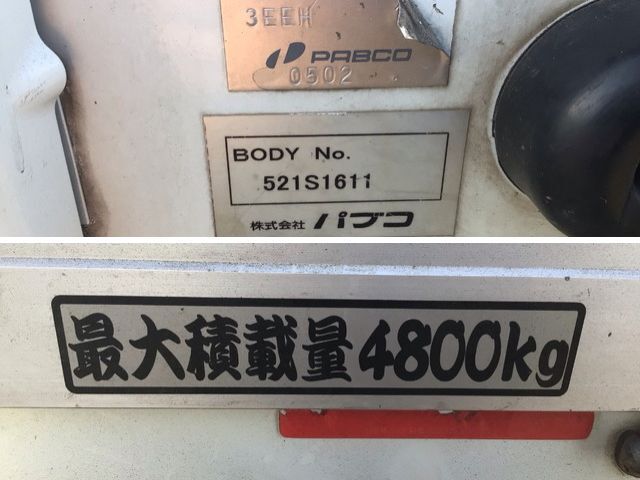 3EEH
PABCO
0502
BODY No.
521S1611
株式会社 パブコ
最大積載量4800kg